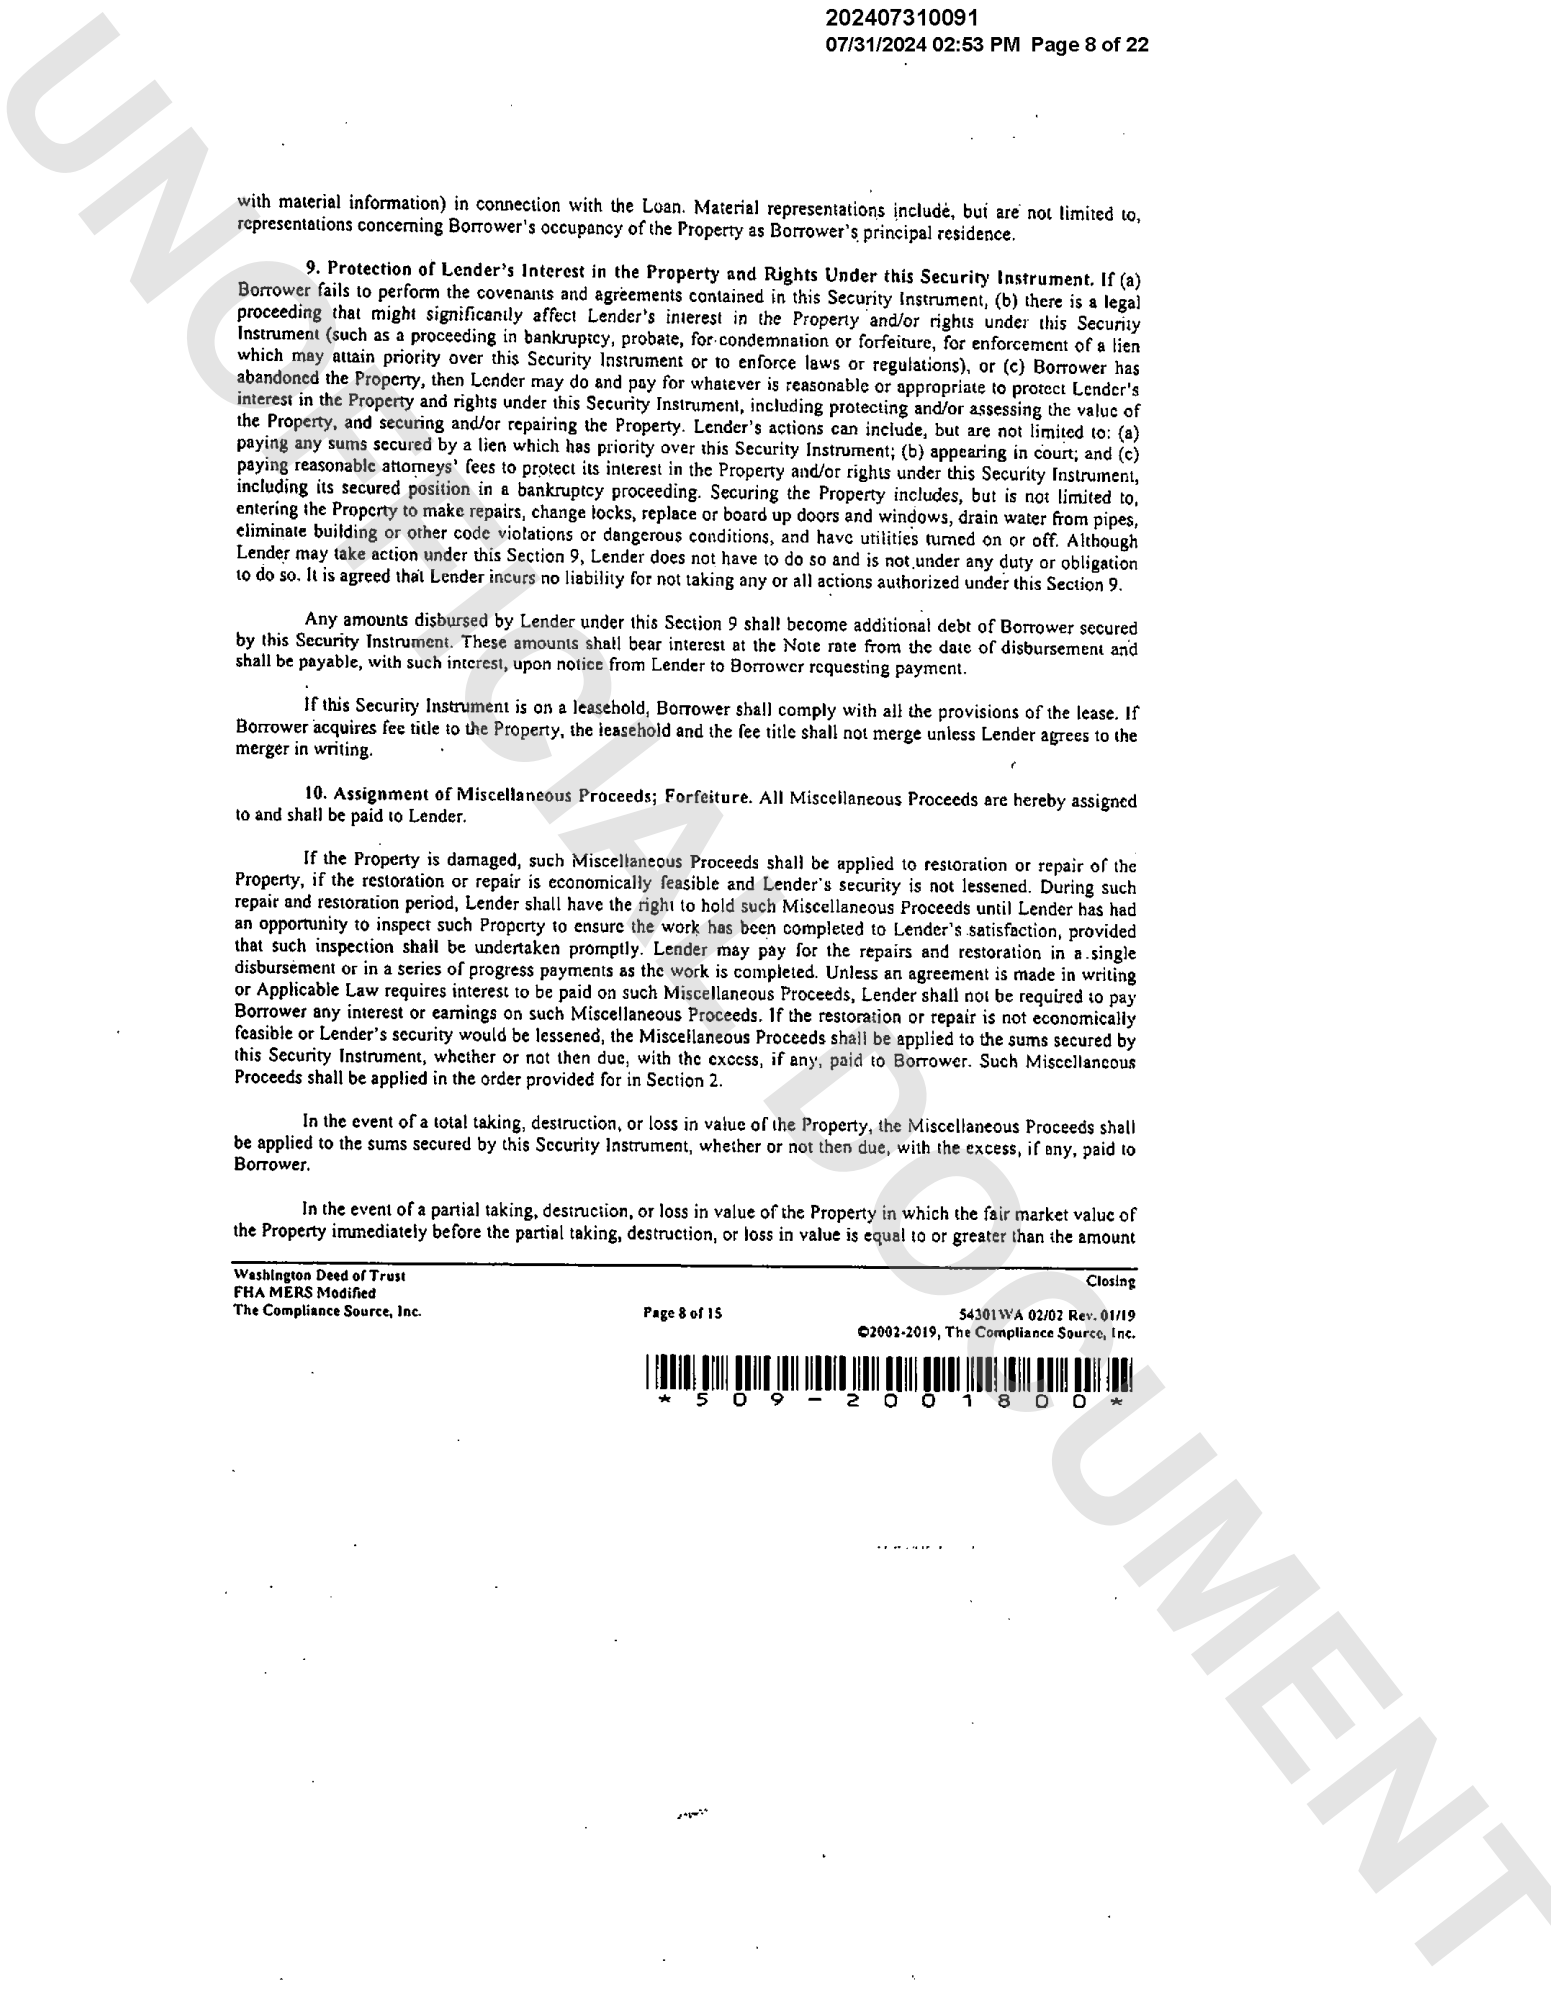 202407310091
07/31/2024 02:53 PM Page 8 of 22
with material information) in connection with the Loan. Material representations include, but are not limited to,
representations concerning Borrower's occupancy of the Property as Borrower's principal residence.
9. Protection of Lender's Interest in the Property and Rights Under this Security Instrument. If (a)
Borrower fails to perform the covenants and agreements contained in this Security Instrument, (b) there is a legal
proceeding that might significantly affect Lender's interest in the Property and/or rights under this Security
Instrument (such as a proceeding in bankruptcy, probate, for condemnation or forfeiture, for enforcement of a lien
which may attain priority over this Security Instrument or to enforce laws or regulations), or (c) Borrower has
abandoned the Property, then Lender may do and pay for whatever is reasonable or appropriate to protect Lender's
interest in the Property and rights under this Security Instrument, including protecting and/or assessing the value of
the Property, and securing and/or repairing the Property. Lender's actions can include, but are not limited to: (a)
paying any sums secured by a lien which has priority over this Security Instrument; (b) appearing in court; and (c)
paying reasonable attorneys' fees to protect its interest in the Property and/or rights under this Security Instrument,
including its secured position in a bankruptcy proceeding. Securing the Property includes, but is not limited to,
entering the Property to make repairs, change locks, replace or board up doors and windows, drain water from pipes,
eliminate building or other code violations or dangerous conditions, and have utilities turned on or off. Although
Lender may take action under this Section 9, Lender does not have to do so and is not under any duty or obligation
to do so. It is agreed that Lender incurs no liability for not taking any or all actions authorized under this Section 9.
Any amounts disbursed by Lender under this Section 9 shall become additional debt of Borrower secured
by this Security Instrument. These amounts shall bear interest at the Note rate from the date of disbursement and
shall be payable, with such interest, upon notice from Lender to Borrower requesting payment.
If this Security Instrument is on a leasehold, Borrower shall comply with all the provisions of the lease. If
Borrower acquires fee title to the Property, the leasehold and the fee title shall not merge unless Lender agrees to the
merger in writing.
10. Assignment of Miscellaneous Proceeds; Forfeiture. All Miscellaneous Proceeds are hereby assigned
to and shall be paid to Lender.
If the Property is damaged, such Miscellaneous Proceeds shall be applied to restoration or repair of the
Property, if the restoration or repair is economically feasible and Lender's security is not lessened. During such
repair and restoration period, Lender shall have the right to hold such Miscellaneous Proceeds until Lender has had
an opportunity to inspect such Property to ensure the work has been completed to Lender's satisfaction, provided
that such inspection shall be undertaken promptly. Lender may pay for the repairs and restoration in a single
disbursement or in a series of progress payments as the work is completed. Unless an agreement is made in writing
or Applicable Law requires interest to be paid on such Miscellaneous Proceeds, Lender shall not be required to pay
Borrower any interest or earnings on such Miscellaneous Proceeds. If the restoration or repair is not economically
feasible or Lender's security would be lessened, the Miscellaneous Proceeds shall be applied to the sums secured by
this Security Instrument, whether or not then due, with the excess, if any, paid to Borrower. Such Miscellaneous
Proceeds shall be applied in the order provided for in Section 2.
In the event of a total taking, destruction, or loss in value of the Property, the Miscellaneous Proceeds shall
be applied to the sums secured by this Security Instrument, whether or not then due, with the excess, if any, paid to
Borrower.
In the event of a partial taking, destruction, or loss in value of the Property in which the fair market value of
the Property immediately before the partial taking, destruction, or loss in value is equal to or greater than the amount
Washington Deed of Trust Closing
FHA MERS Modified
The Compliance Source, Inc. Page 8 of 15 54301WA 02/02 Rev. 01/19
©2002-2019, The Compliance Source, Inc.
* 5 0 9 - 2 0 0 1 8 0 0 *
UNOFFICIAL DOCUMENT